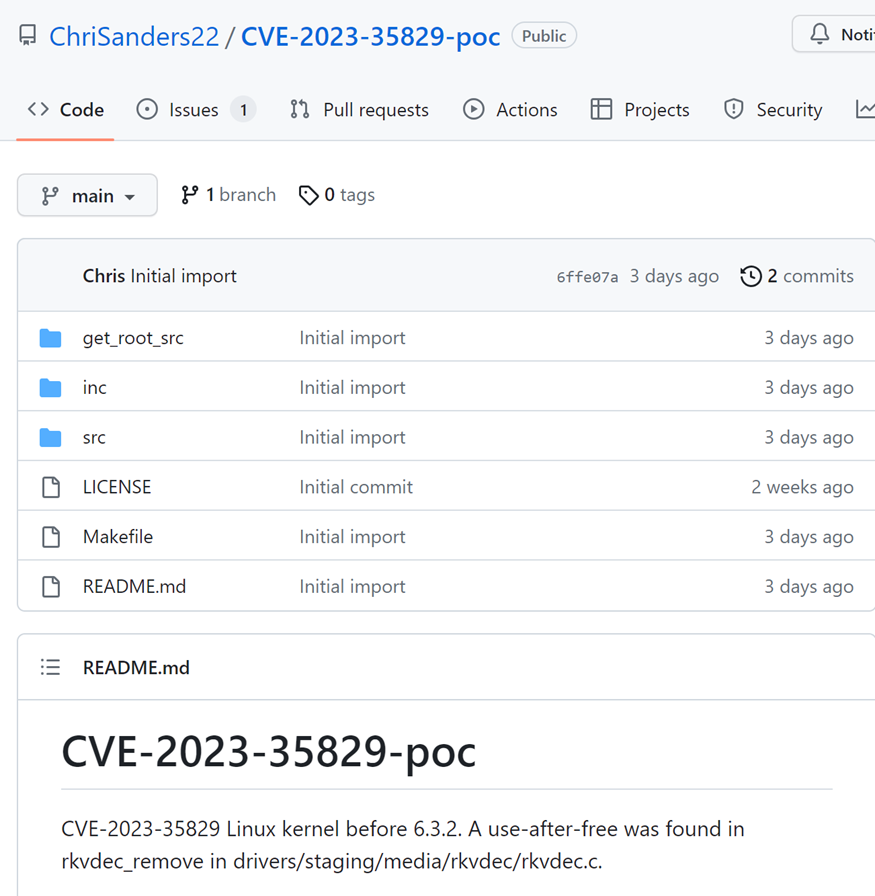 ChriSanders22 / CVE-2023-35829-poc Public Noti
Code Issues 1 Pull requests Actions Projects Security
main 1 branch 0 tags
Chris Initial import 6ffe07a 3 days ago 2 commits
get_root_src Initial import 3 days ago
inc Initial import 3 days ago
src Initial import 3 days ago
LICENSE Initial commit 2 weeks ago
Makefile Initial import 3 days ago
README.md Initial import 3 days ago
README.md
CVE-2023-35829-poc
CVE-2023-35829 Linux kernel before 6.3.2. A use-after-free was found in
rkvdec_remove in drivers/staging/media/rkvdec/rkvdec.c.